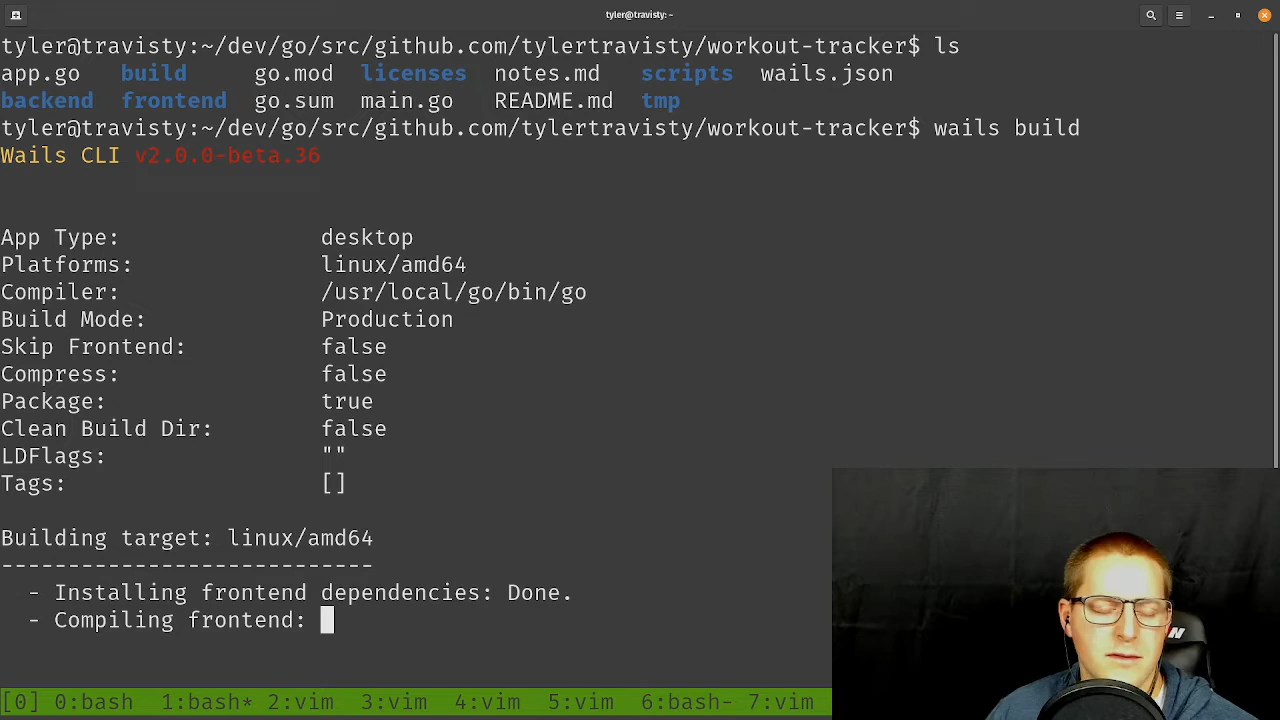 tyler@travisty: ~
tyler@travisty:~/dev/go/src/github.com/tylertravisty/workout-tracker$ ls
app.go build go.mod licenses notes.md scripts wails.json
backend frontend go.sum main.go README.md tmp
tyler@travisty:~/dev/go/src/github.com/tylertravisty/workout-tracker$ wails build
Wails CLI v2.0.0-beta.36
App Type: desktop
Platforms: linux/amd64
Compiler: /usr/local/go/bin/go
Build Mode: Production
Skip Frontend: false
Compress: false
Package: true
Clean Build Dir: false
LDFlags: ""
Tags: []
Building target: linux/amd64
----------------------------
- Installing frontend dependencies: Done.
- Compiling frontend:
[0] 0:bash 1:bash* 2:vim 3:vim 4:vim 5:vim 6:bash- 7:vim